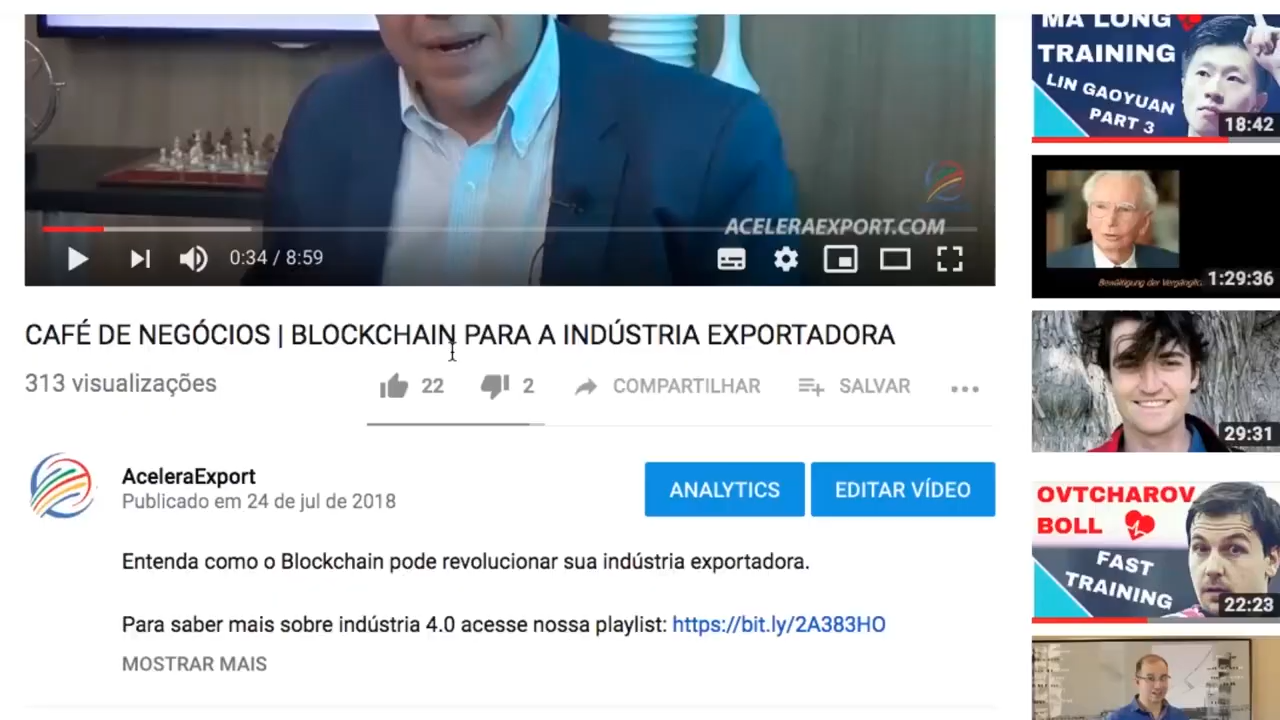 ACELERAEXPORT.COM
0:34 / 8:59
CAFÉ DE NEGÓCIOS | BLOCKCHAIN PARA A INDÚSTRIA EXPORTADORA
313 visualizações
22
2
COMPARTILHAR
SALVAR
AceleraExport
Publicado em 24 de jul de 2018
ANALYTICS
EDITAR VÍDEO
Entenda como o Blockchain pode revolucionar sua indústria exportadora.
Para saber mais sobre indústria 4.0 acesse nossa playlist: https://bit.ly/2A383HO
MOSTRAR MAIS
MA LONG
TRAINING
LIN GAOYUAN
PART 3
18:42
Bewältigung der
1:29:36
29:31
OVTCHAROV
BOLL
FAST
TRAINING
22:23